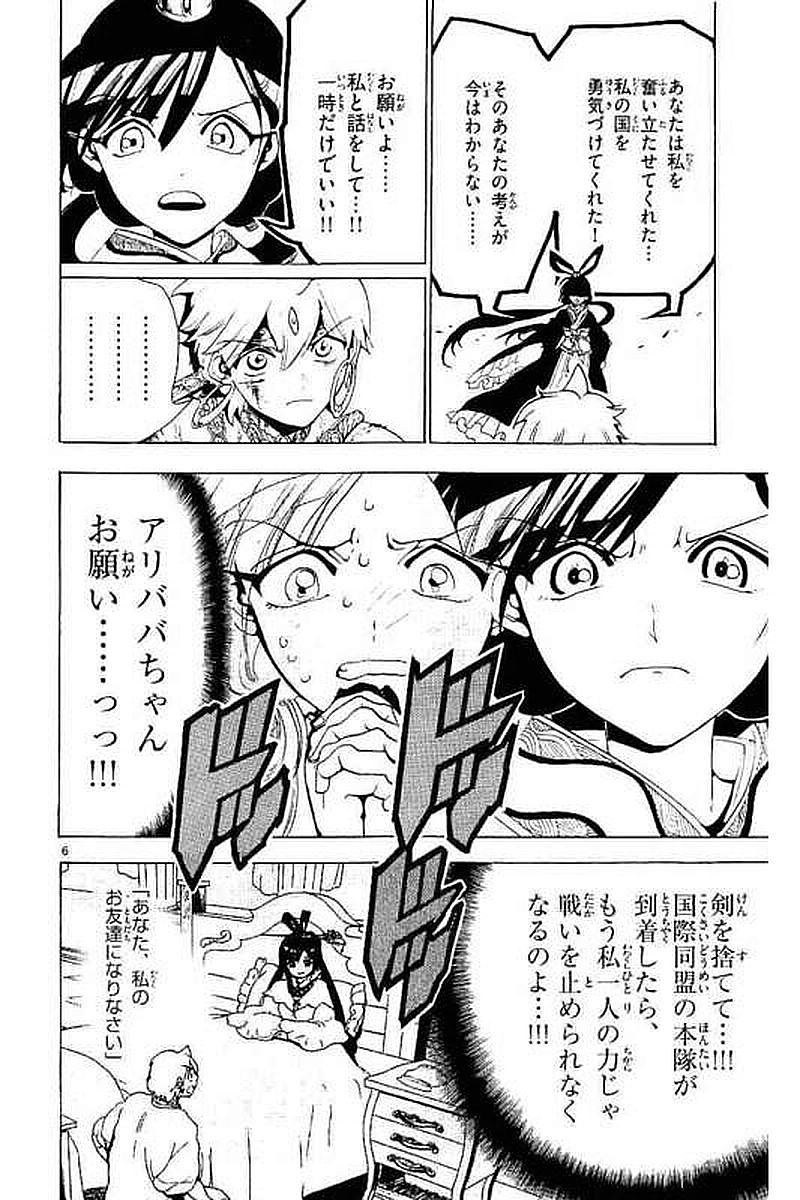 あなたは私を
奮い立たせてくれた…
私の国を
勇気づけてくれた！
そのあなたの考えが
今はわからない……
お願いよ……
私と話をして…!!
一時だけでいい!!
………
………
アリババちゃん
お願い……っっ!!!
ドッ
ドッ
ドッ
剣を捨てて…!!!
国際同盟の本隊が
到着したら、
もう私一人の力じゃ
戦いを止められなく
なるのよ…!!!
「あなた、私の
お友達になりなさい」
6